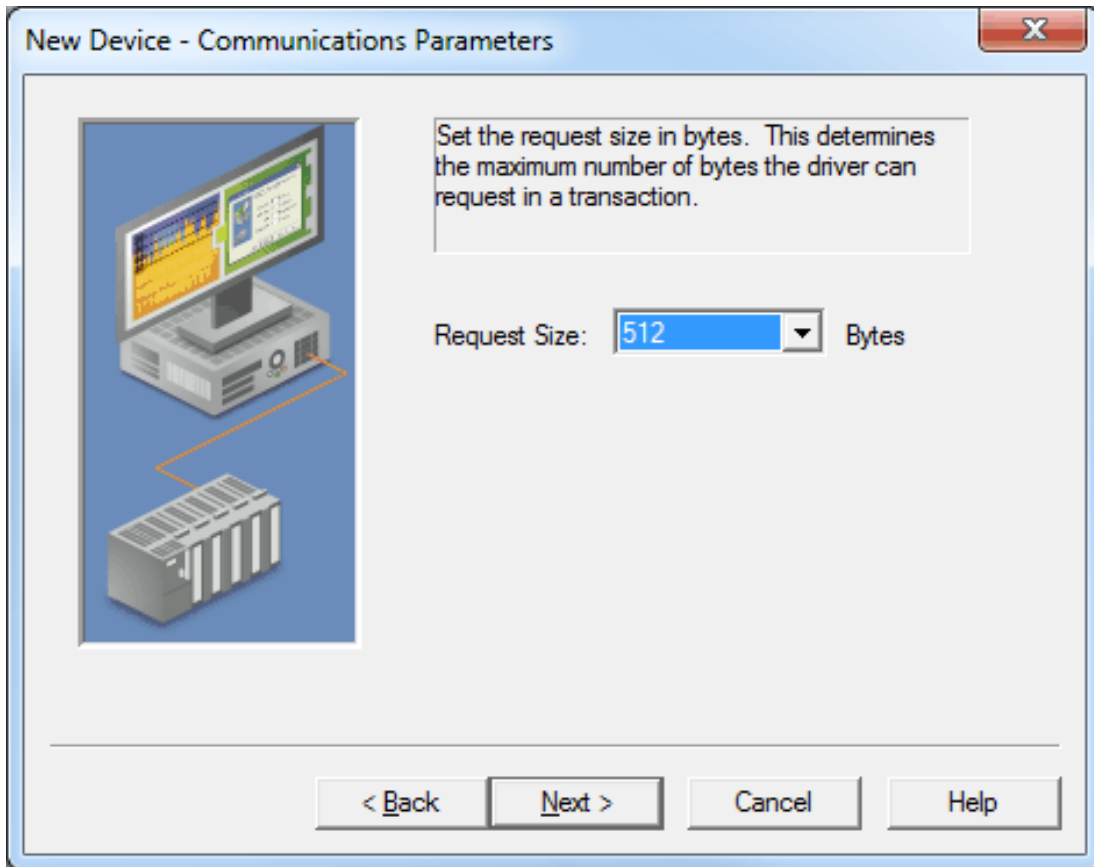 New Device - Communications Parameters
Set the request size in bytes.  This determines
the maximum number of bytes the driver can
request in a transaction.
Request Size: 512 Bytes
< Back Next > Cancel Help